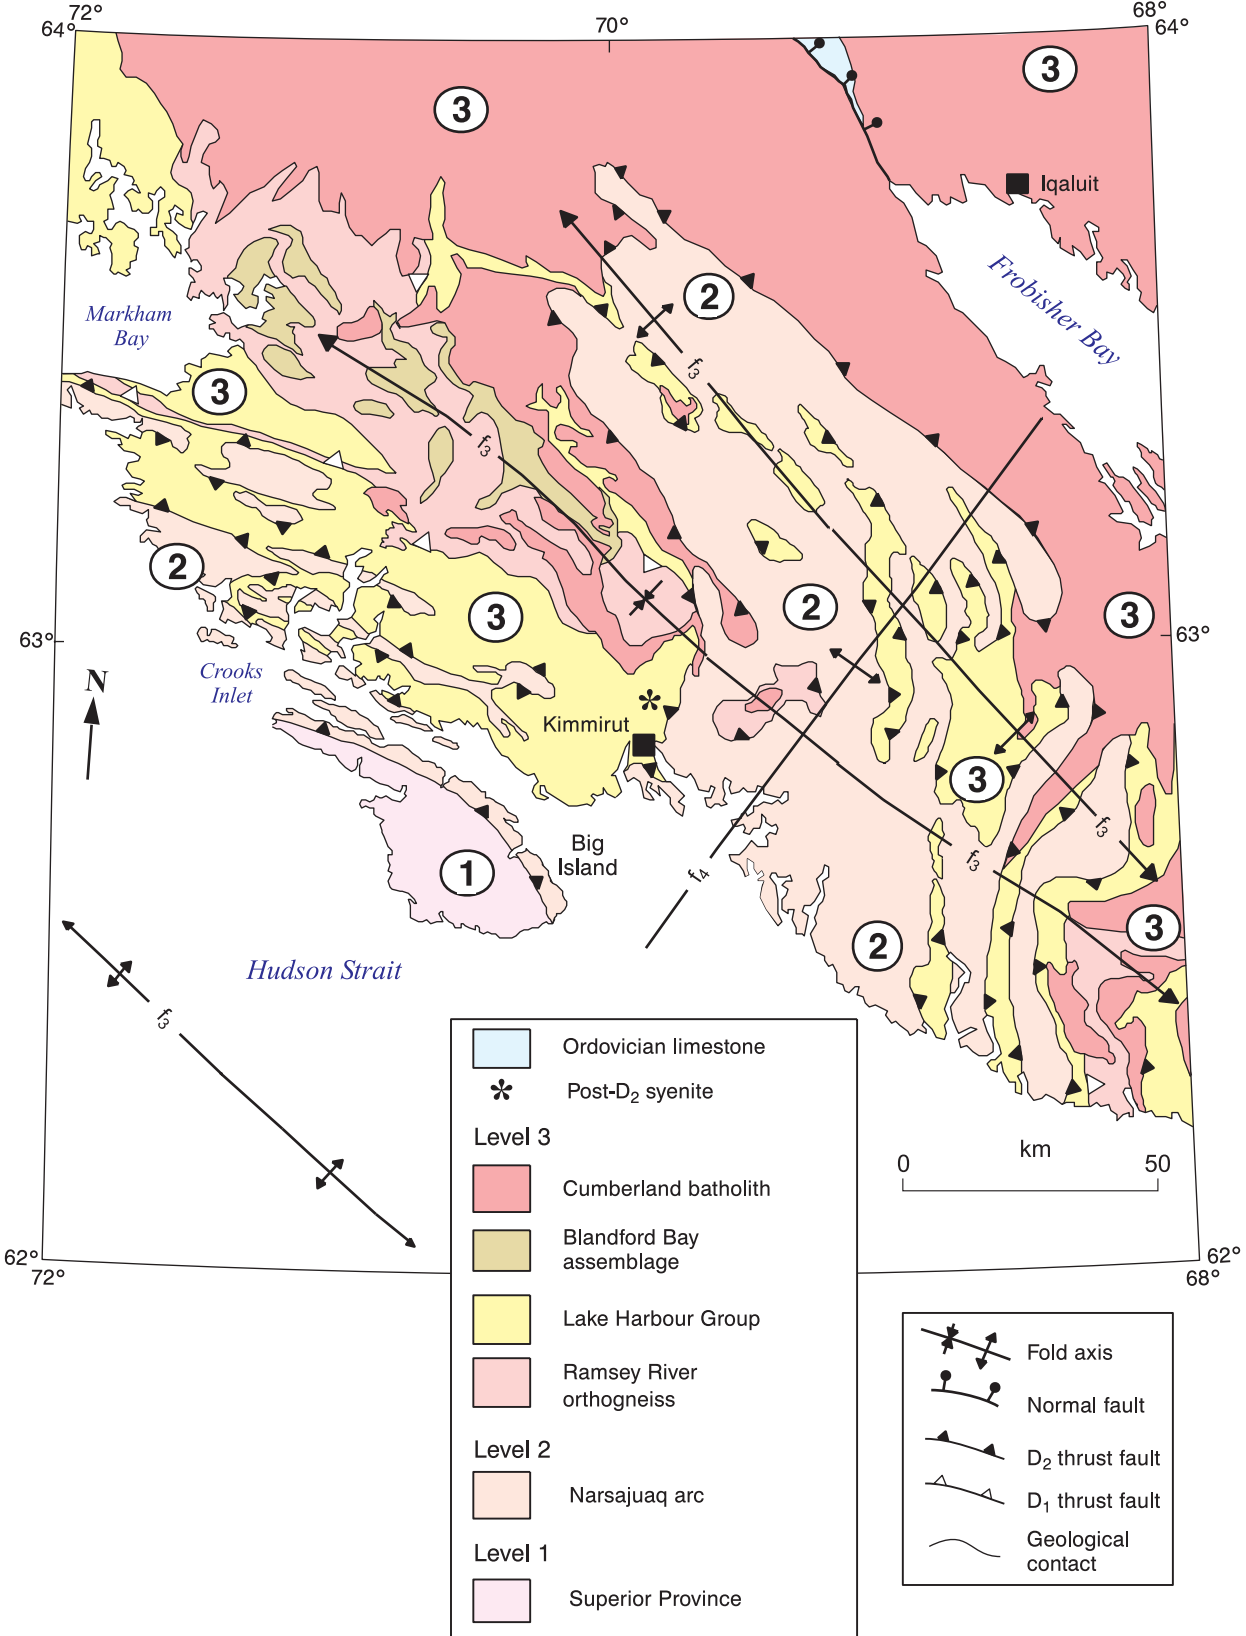 72°
64°
70°
68°
64°
3
3
Iqaluit
2
Frobisher Bay
Markham
Bay
f3
3
f3
2
3
2
3
63°
63°
Crooks
Inlet
N
Kimmirut
3
f3
1
Big
Island
f4
f3
2
3
Hudson Strait
f3
km
0
50
62°
72°
62°
68°
Ordovician limestone
Post-D2 syenite
Level 3
Cumberland batholith
Blandford Bay
assemblage
Lake Harbour Group
Ramsey River
orthogneiss
Level 2
Narsajuaq arc
Level 1
Superior Province
Fold axis
Normal fault
D2 thrust fault
D1 thrust fault
Geological
contact